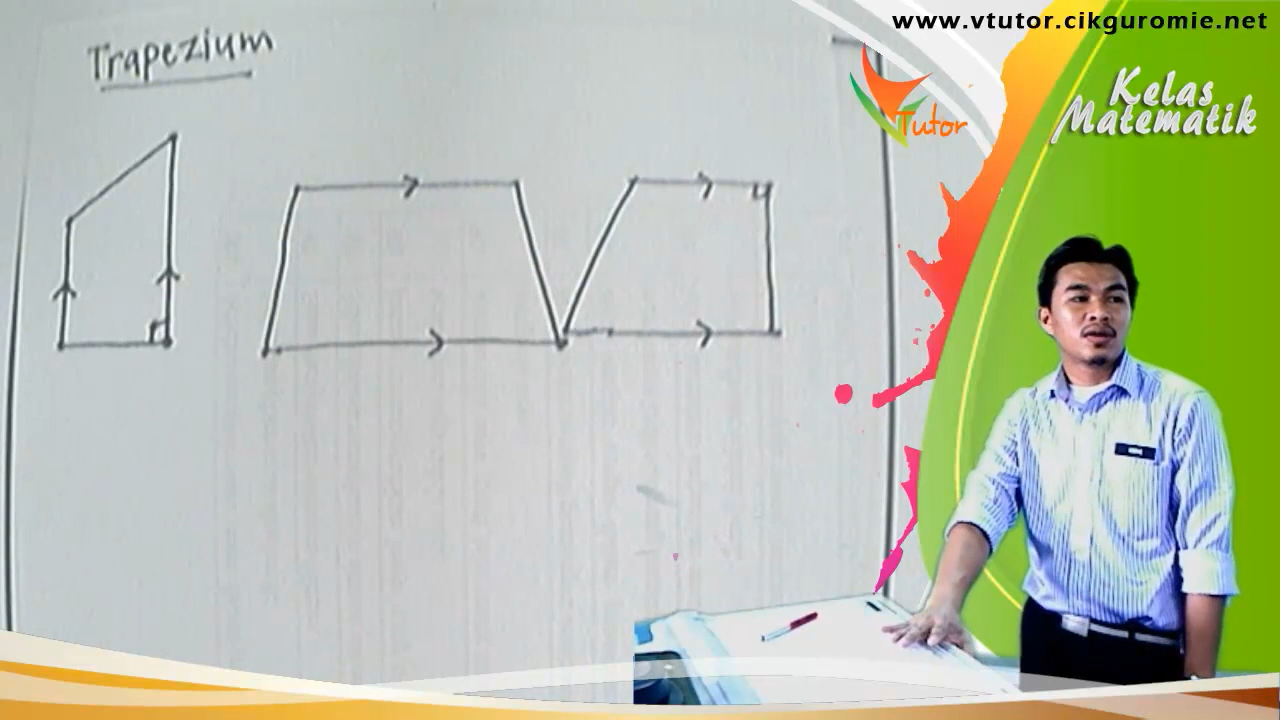 www.vtutor.cikguromie.net
Trapezium
Tutor
Kelas
Matematik